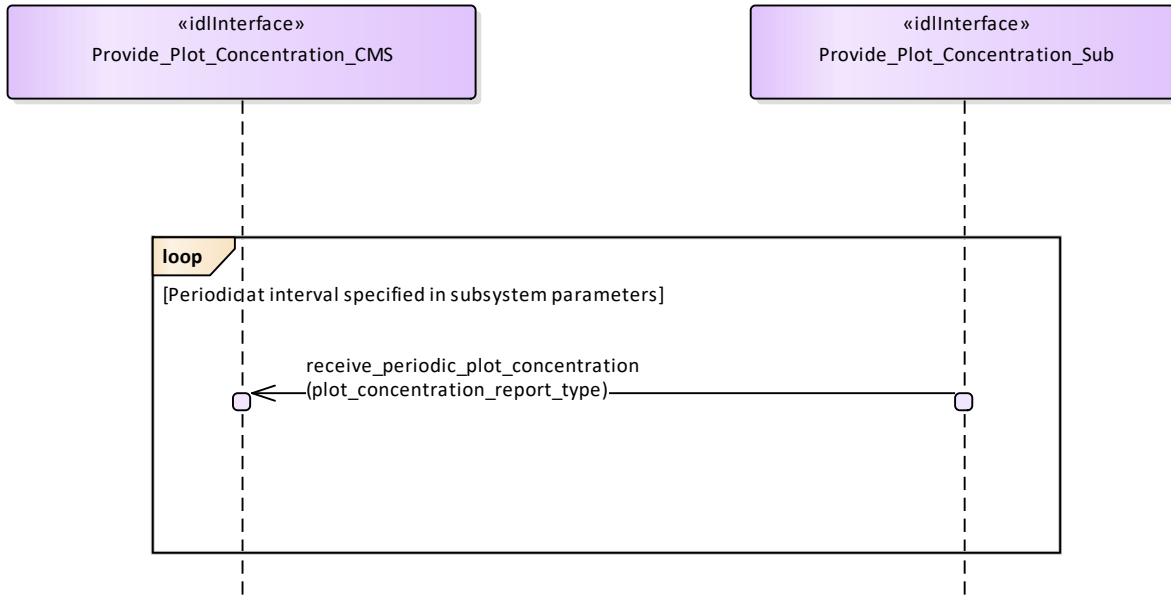 «idlInterface»
Provide_Plot_Concentration_CMS
«idlInterface»
Provide_Plot_Concentration_Sub
loop
[Periodic at interval specified in subsystem parameters]
receive_periodic_plot_concentration
(plot_concentration_report_type)